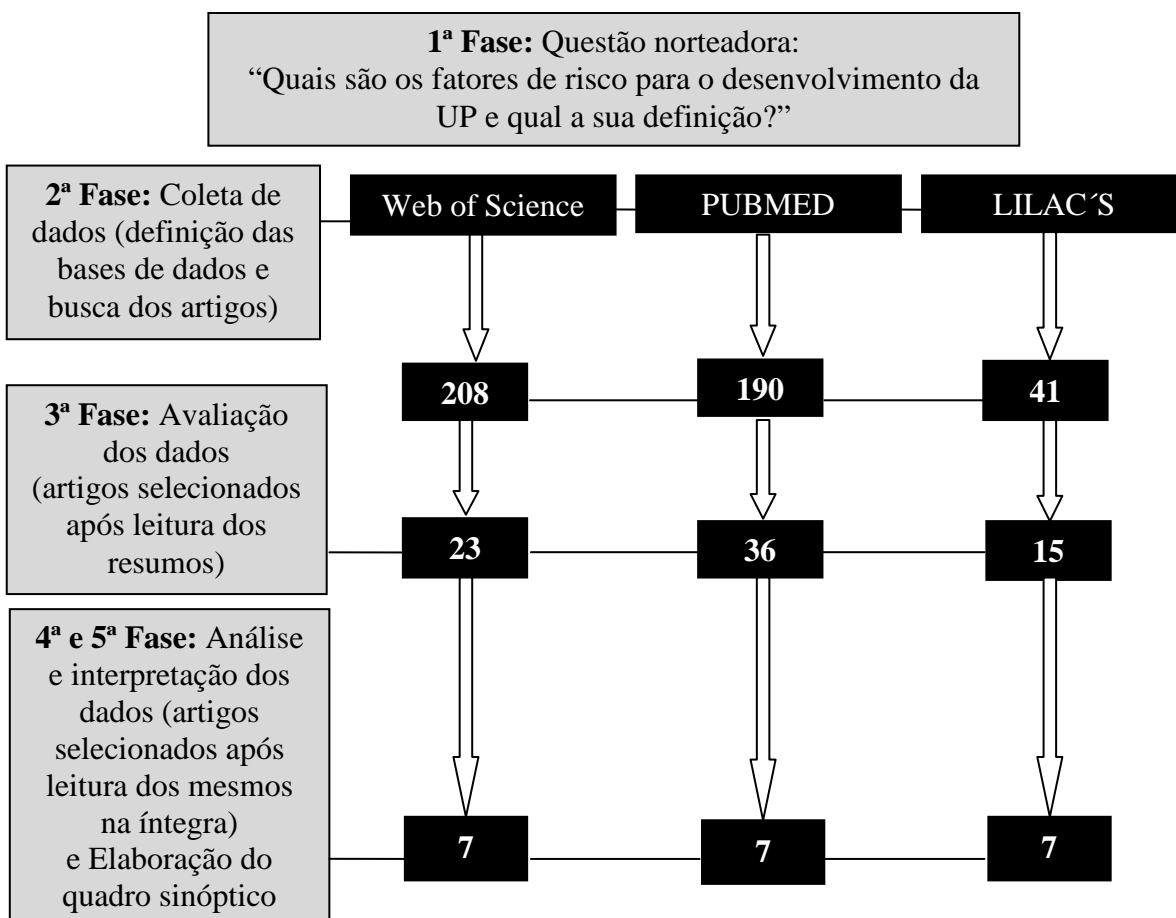 1ª Fase: Questão norteadora:
“Quais são os fatores de risco para o desenvolvimento da
UP e qual a sua definição?”
2ª Fase: Coleta de
dados (definição das
bases de dados e
busca dos artigos)
Web of Science
PUBMED
LILAC´S
208
190
41
3ª Fase: Avaliação
dos dados
(artigos selecionados
após leitura dos
resumos)
23
36
15
4ª e 5ª Fase: Análise
e interpretação dos
dados (artigos
selecionados após
leitura dos mesmos
na íntegra)
e Elaboração do
quadro sinóptico
7
7
7